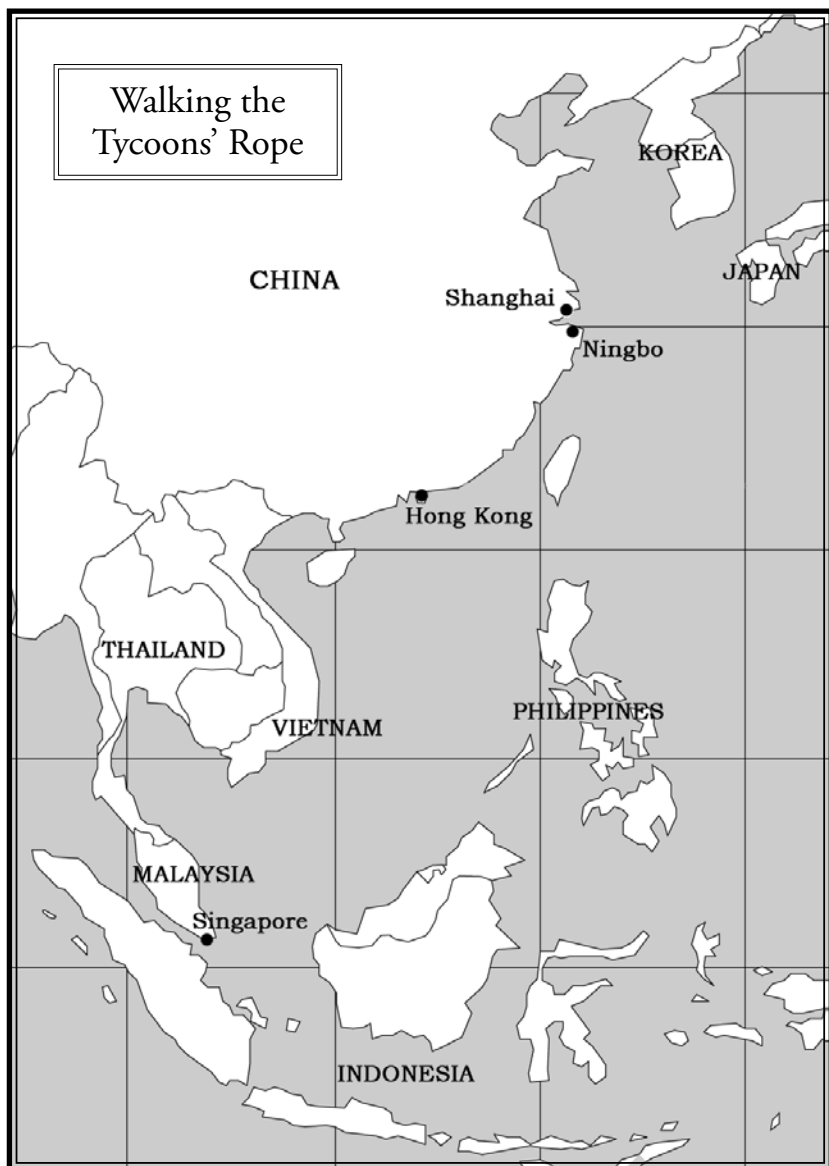 Walking the
Tycoons’ Rope
KOREA
JAPAN
CHINA
Shanghai
Ningbo
Hong Kong
THAILAND
VIETNAM
PHILIPPINES
MALAYSIA
Singapore
INDONESIA